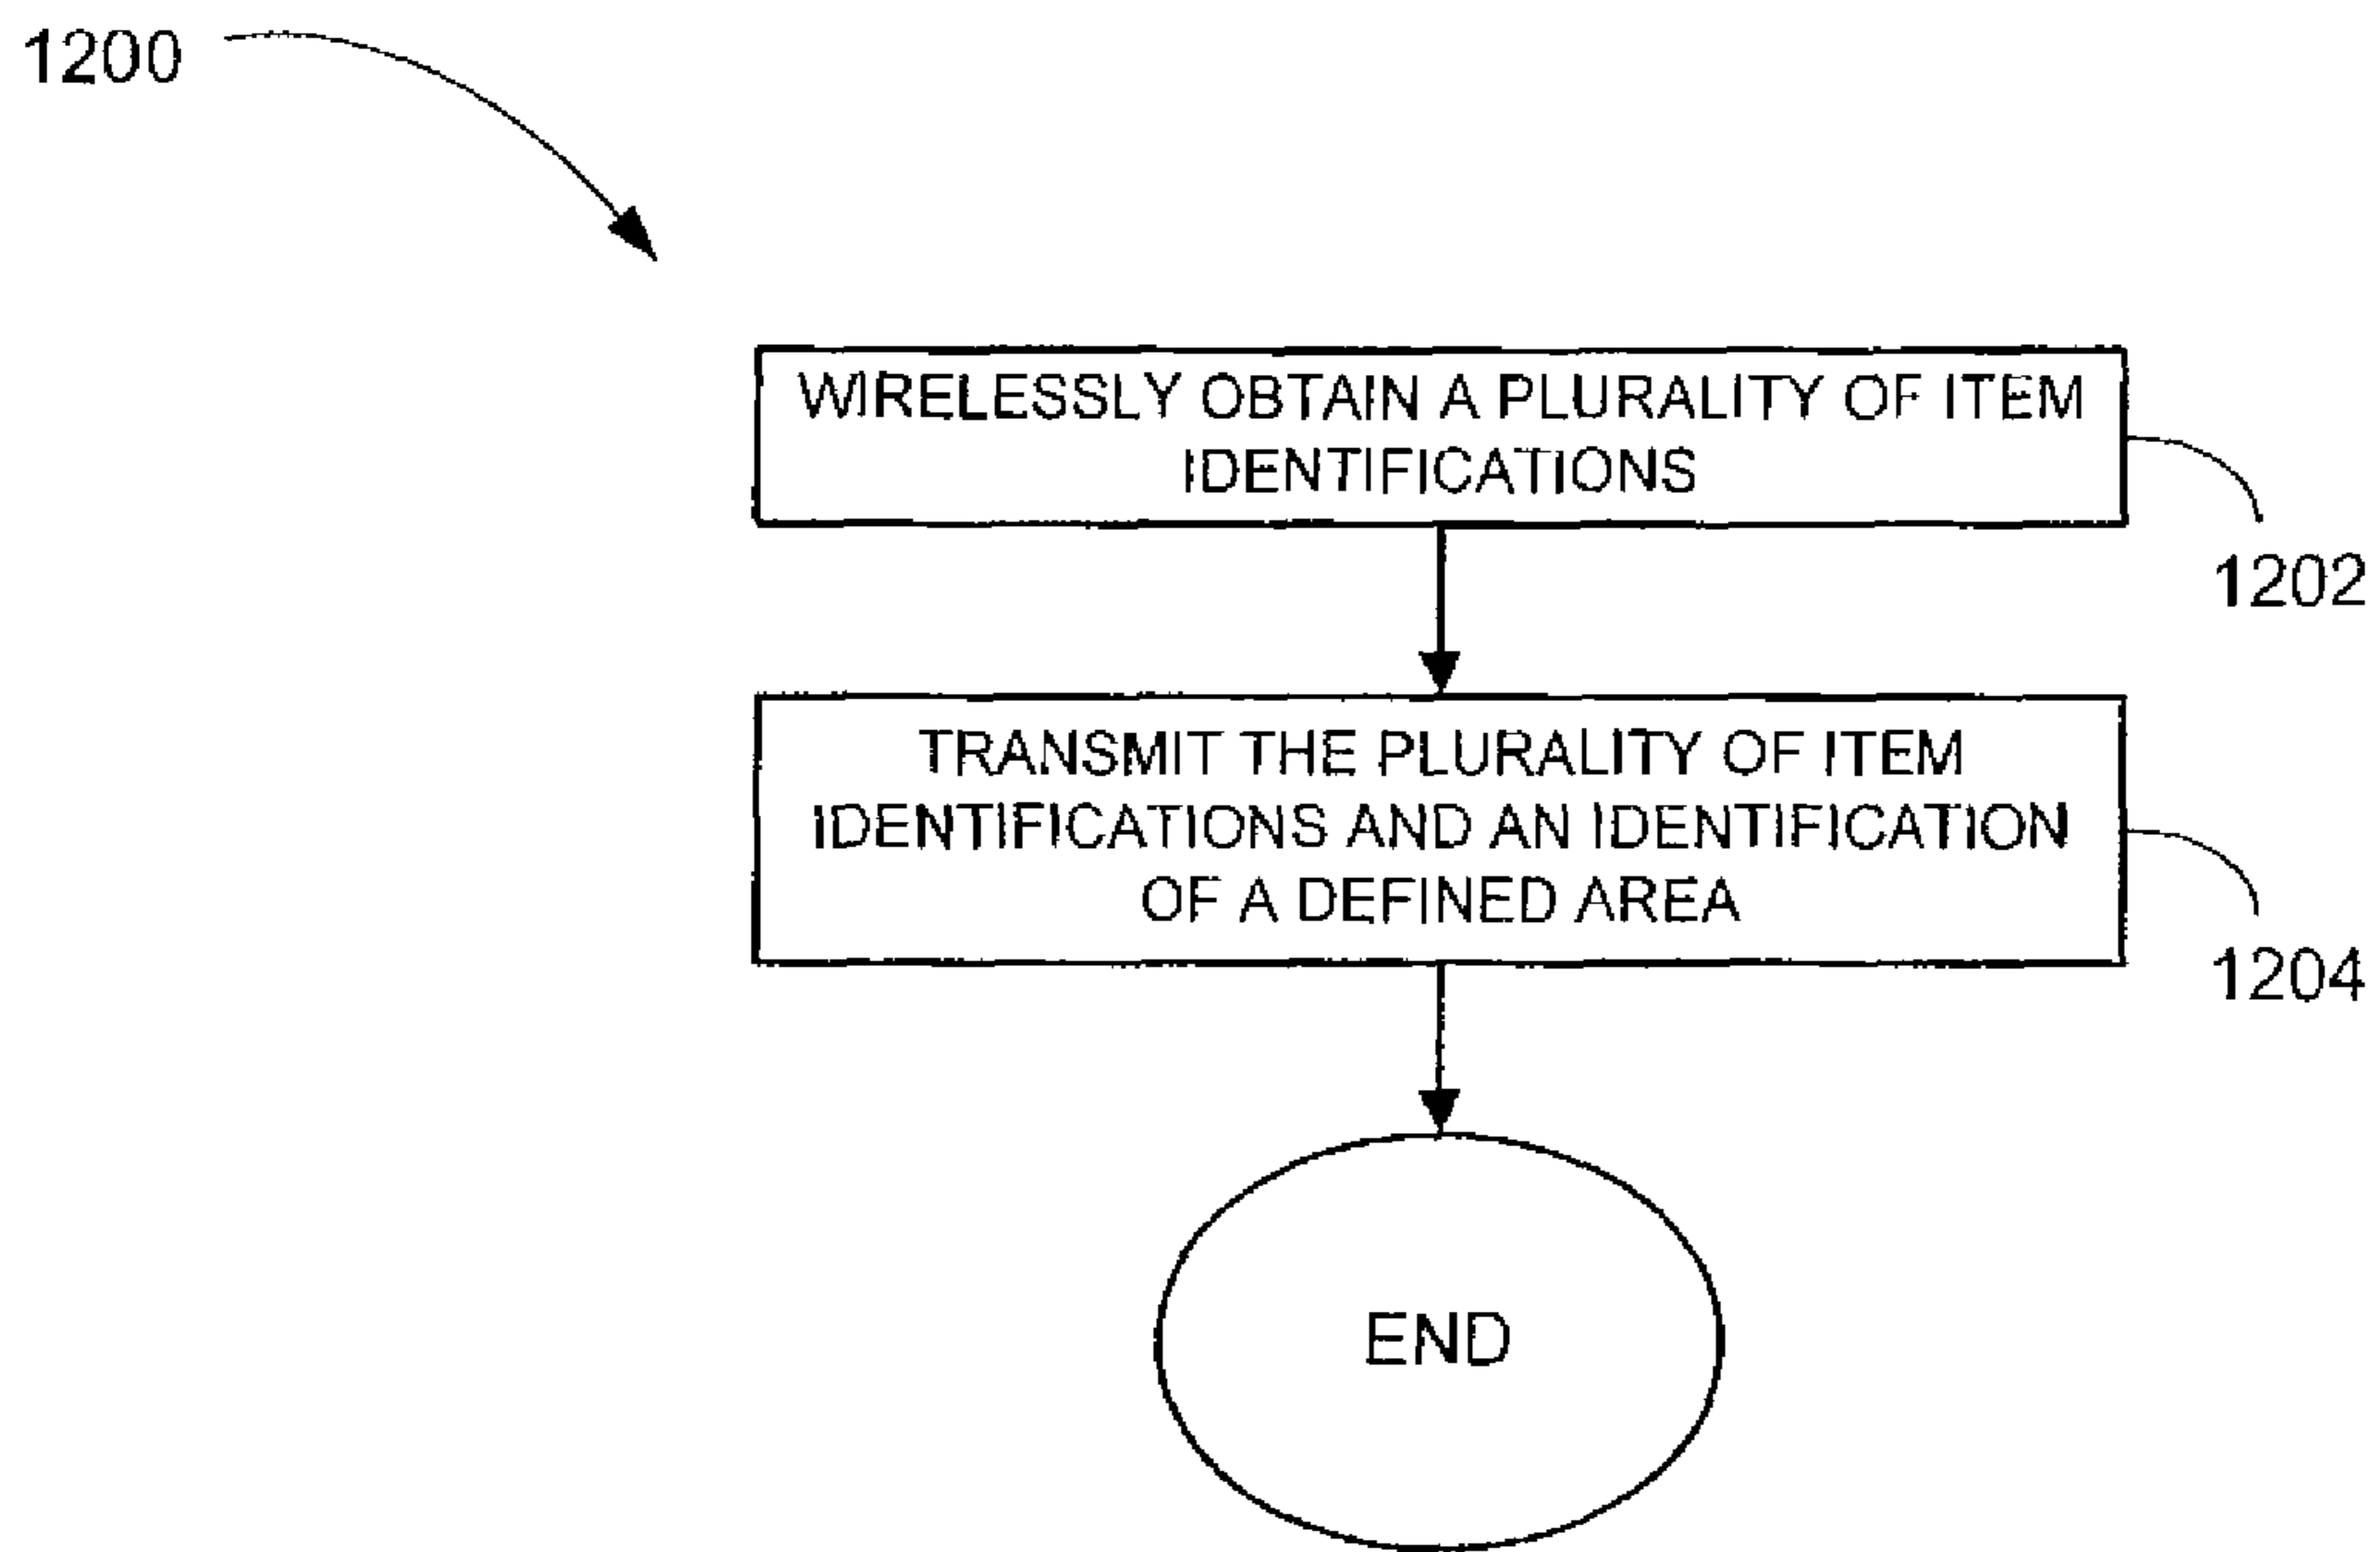 1200
WIRELESSLY OBTAIN A PLURALITY OF ITEM
IDENTIFICATIONS
1202
TRANSMIT THE PLURALITY OF ITEM
IDENTIFICATIONS AND AN IDENTIFICATION
OF A DEFINED AREA
1204
END